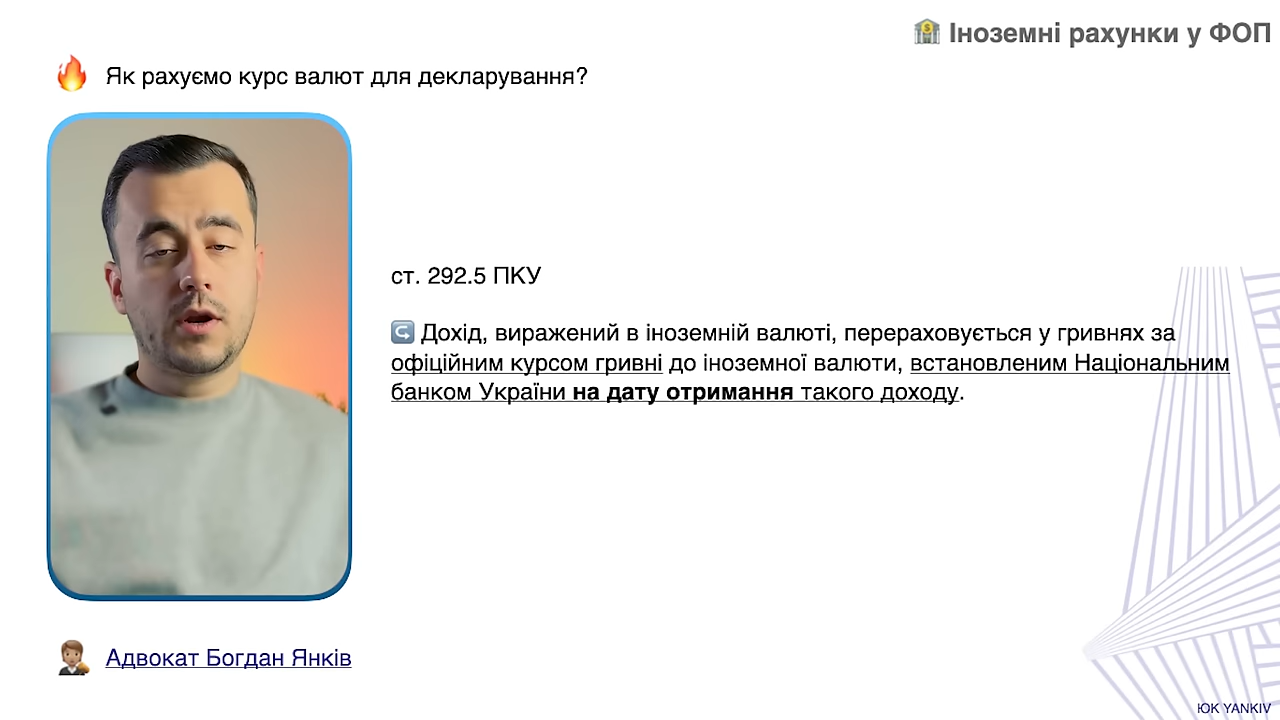 Іноземні рахунки у ФОП
Як рахуємо курс валют для декларування?
ст. 292.5 ПКУ
Дохід, виражений в іноземній валюті, перераховується у гривнях за
офіційним курсом гривні до іноземної валюти, встановленим Національним
банком України на дату отримання такого доходу.
Адвокат Богдан Янків
ЮК YANKIV